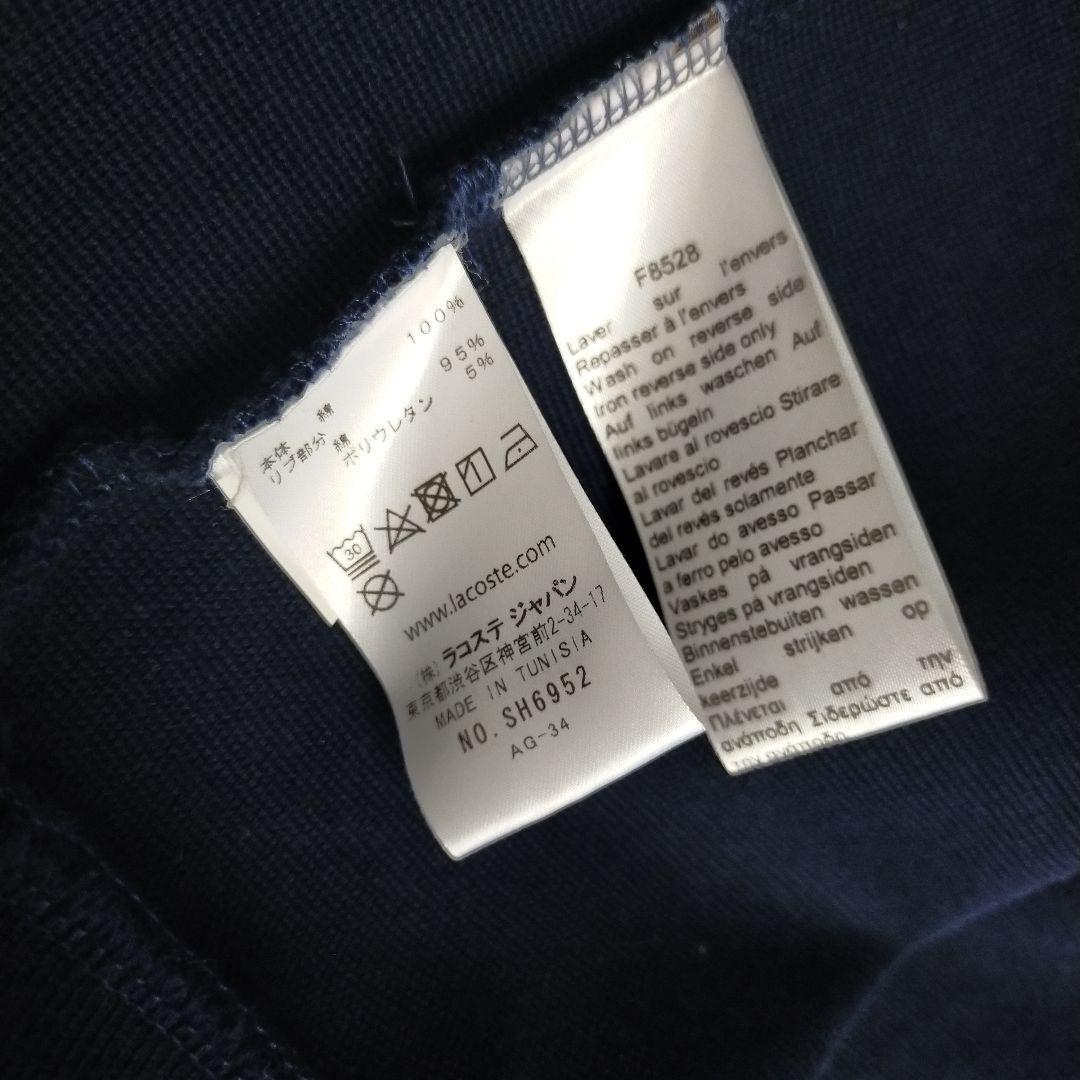 本体 綿 100%
リブ部分 綿 95%
ポリウレタン 5%
30
www.lacoste.com
(株) ラコステ ジャパン
東京都渋谷区神宮前2-34-17
MADE IN TUNISIA
NO. SH6952
AG-34
F8528
Laver sur l'envers
Repasser à l'envers
Wash on reverse side
Iron reverse side only
Auf links waschen Auf
links bügeln
Lavare al rovescio Stirare
al rovescio
Lavar del revés Planchar
del revés solamente
Lavar do avesso Passar
a ferro pelo avesso
Vaskes på vrangsiden
Stryges på vrangsiden
Binnenstebuiten wassen
Enkel strijken op
keerzijde
Πλένεται από την
ανάποδη Σιδερώστε από
την ανάποδη